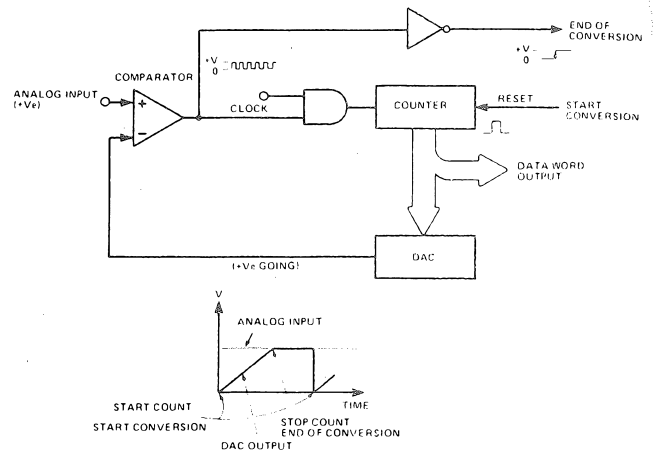 END OF
CONVERSION
+V
0
+V
0
COMPARATOR
ANALOG INPUT
(+Ve)
+
−
CLOCK
COUNTER
RESET
START
CONVERSION
DATA WORD
OUTPUT
DAC
(+Ve GOING)
V
ANALOG INPUT
TIME
START COUNT
START CONVERSION
STOP COUNT
END OF CONVERSION
DAC OUTPUT